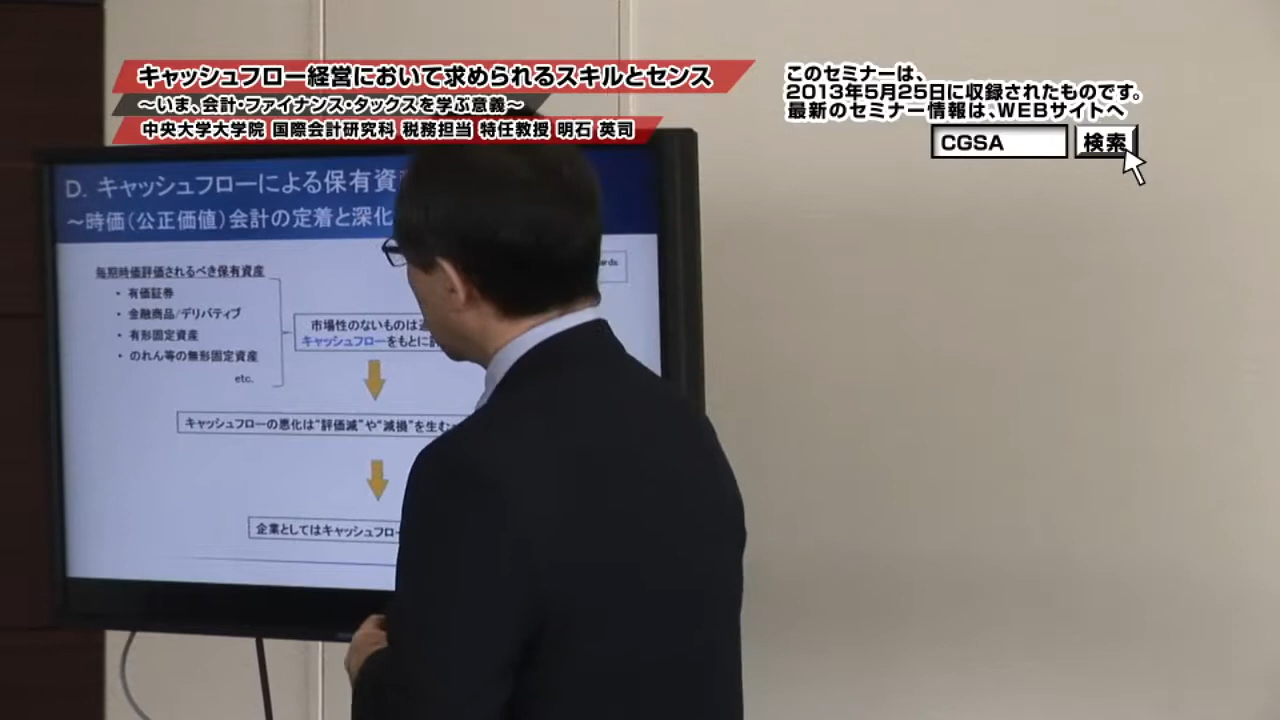 キャッシュフロー経営において求められるスキルとセンス
～いま、会計・ファイナンス・タックスを学ぶ意義～
中央大学大学院 国際会計研究科 税務担当 特任教授 明石 英司
このセミナーは、
2013年5月25日に収録されたものです。
最新のセミナー情報は、WEBサイトへ
CGSA
検索
D. キャッシュフローによる保有資
～時価(公正価値)会計の定着と深化
毎期時価評価されるべき保有資産
・ 有価証券
・ 金融商品/デリバティブ
・ 有形固定資産
・ のれん等の無形固定資産
etc.
市場性のないものは
キャッシュフローをもとに
キャッシュフローの悪化は“評価減”や“減損”を生む
企業としてはキャッシュフロー